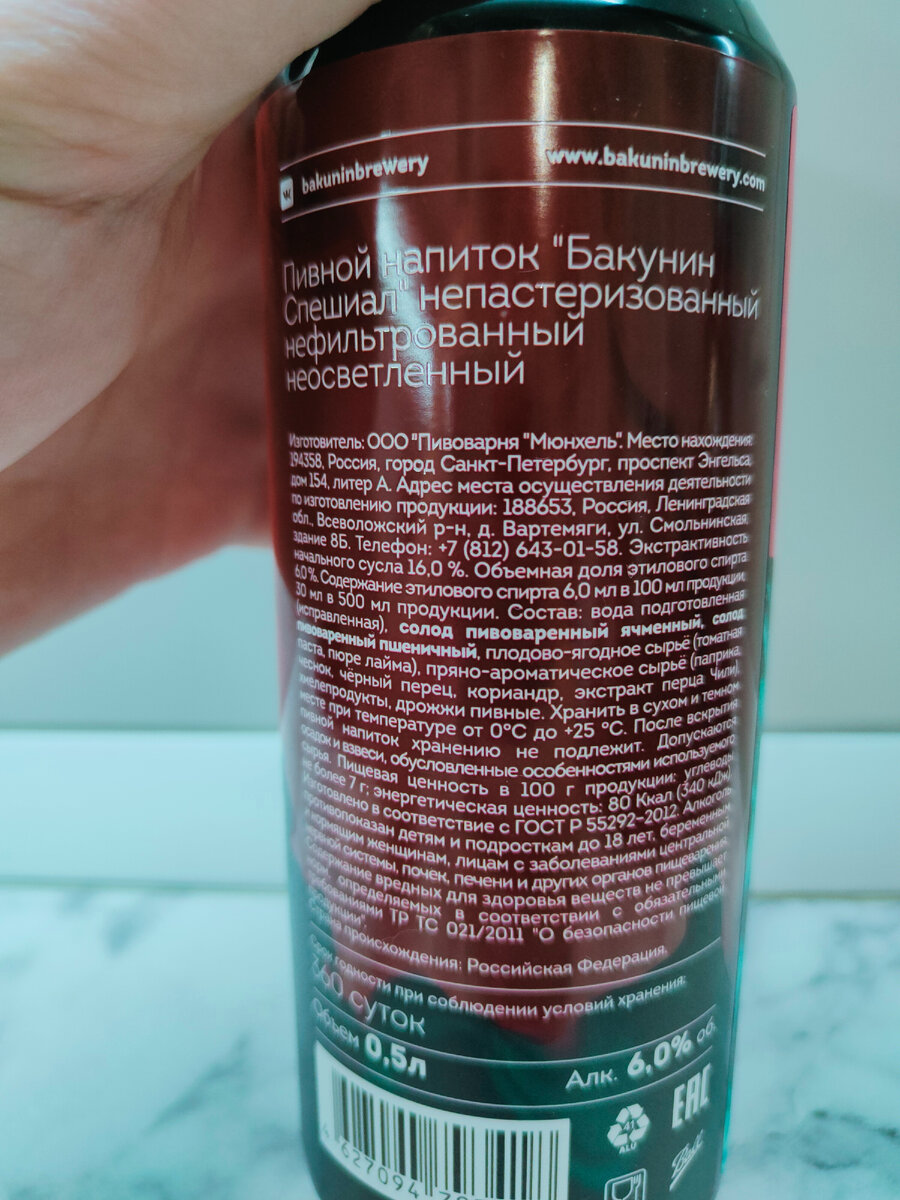 bakuninbrewery www.bakuninbrewery.com
Пивной напиток "Бакунин
Спешиал" непастеризованный
нефильтрованный
неосветленный
Изготовитель: ООО "Пивоварня "Мюнхель". Место нахождения:
194358, Россия, город Санкт-Петербург, проспект Энгельса,
дом 154, литер А. Адрес места осуществления деятельности
по изготовлению продукции: 188653, Россия, Ленинградская
обл., Всеволожский р-н, д. Вартемяги, ул. Смольнинская,
здание 8Б. Телефон: +7 (812) 643-01-58. Экстрактивность
начального сусла 16,0 %. Объемная доля этилового спирта
6,0%. Содержание этилового спирта 6,0 мл в 100 мл продукции,
30 мл в 500 мл продукции. Состав: вода подготовленная
(исправленная), солод пивоваренный ячменный, солод
пивоваренный пшеничный, плодово-ягодное сырьё (томатная
паста, пюре лайма), пряно-ароматическое сырьё (паприка,
чеснок, чёрный перец, кориандр, экстракт перца Чили),
хмелепродукты, дрожжи пивные. Хранить в сухом и темном
месте при температуре от 0°С до +25 °С. После вскрытия
пивной напиток хранению не подлежит. Допускаются
осадок и взвеси, обусловленные особенностями используемого
сырья. Пищевая ценность в 100 г продукции: углеводы
не более 7 г; энергетическая ценность: 80 Ккал (340 кДж).
Изготовлено в соответствие с ГОСТ Р 55292-2012. Алкоголь
противопоказан детям и подросткам до 18 лет, беременным
и кормящим женщинам, лицам с заболеваниями центральной
нервной системы, почек, печени и других органов пищеварения.
Содержание вредных для здоровья веществ не превышает
норм, определяемых в соответствии с обязательными
требованиями ТР ТС 021/2011 "О безопасности пищевой
продукции".
Страна происхождения: Российская Федерация.
Срок годности при соблюдении условий хранения:
360 суток
Объем 0,5л Алк. 6,0% об.
41
ALU
EAC
627094